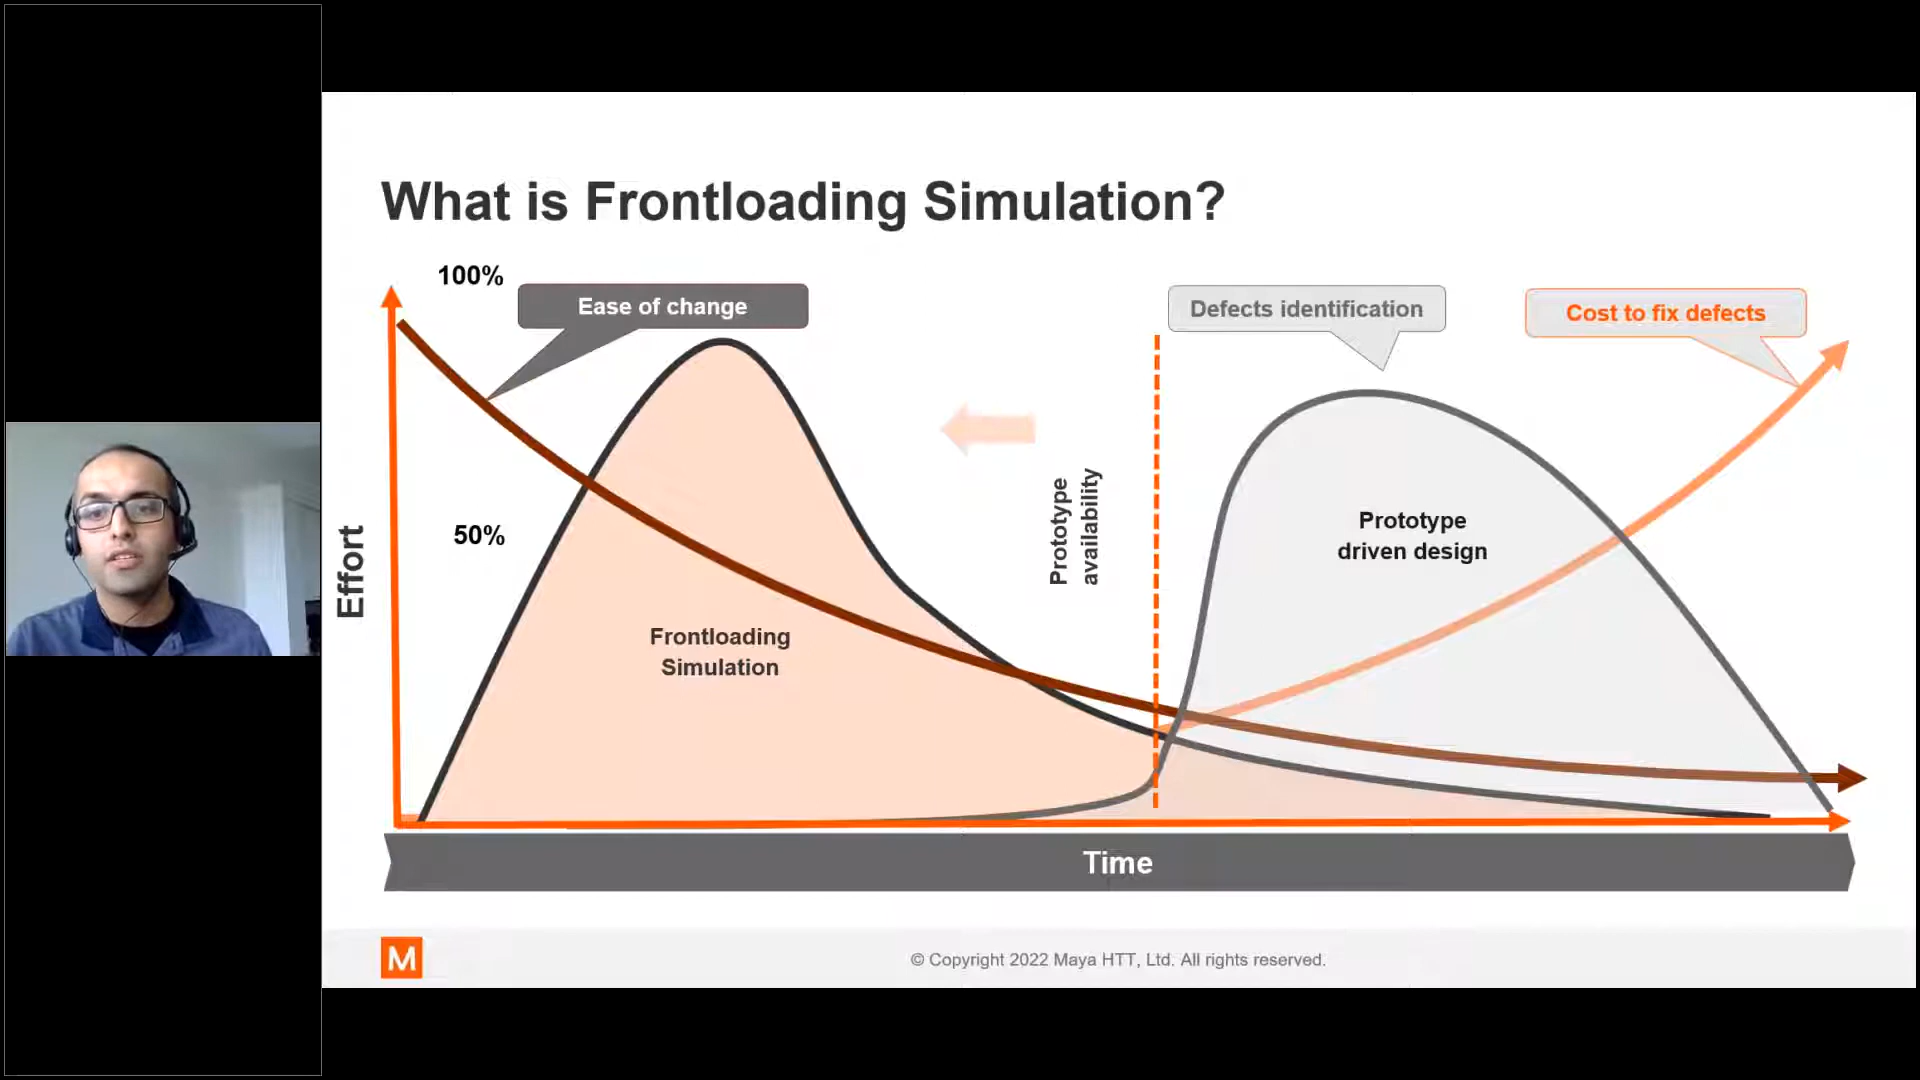 What is Frontloading Simulation?
100%
Ease of change
Defects identification
Cost to fix defects
50%
Effort
Prototype
availability
Prototype
driven design
Frontloading
Simulation
Time
M
© Copyright 2022 Maya HTT, Ltd. All rights reserved.